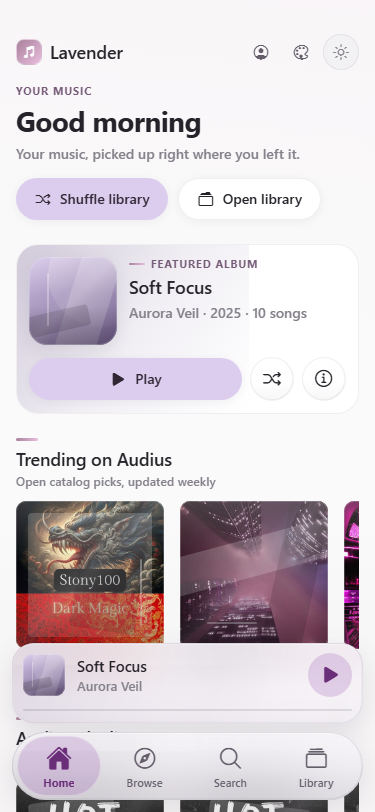 Lavender
YOUR MUSIC
Good morning
Your music, picked up right where you left it.
Shuffle library
Open library
FEATURED ALBUM
Soft Focus
Aurora Veil · 2025 · 10 songs
Play
Trending on Audius
Open catalog picks, updated weekly
Stony100
Dark Magic
Soft Focus
Aurora Veil
Home
Browse
Search
Library